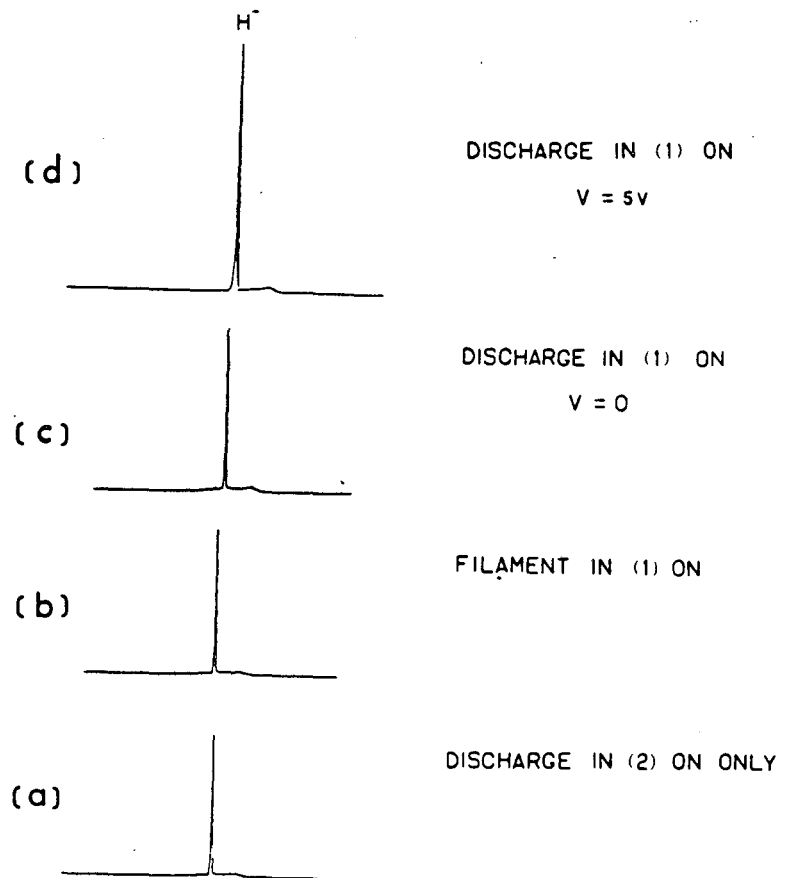 H⁻
(d)
DISCHARGE IN (1) ON
V = 5V
(c)
DISCHARGE IN (1) ON
V = 0
(b)
FILAMENT IN (1) ON
(a)
DISCHARGE IN (2) ON ONLY